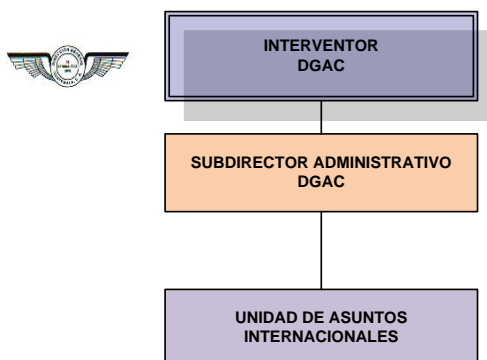 INTERVENTOR
DGAC
SUBDIRECTOR ADMINISTRATIVO
DGAC
UNIDAD DE ASUNTOS
INTERNACIONALES